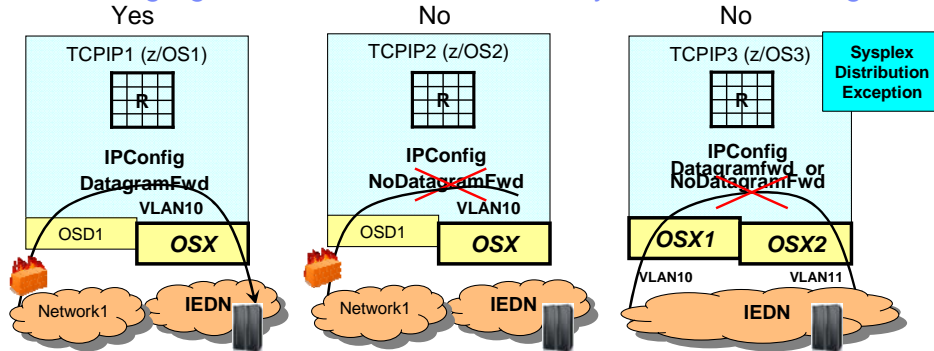 Yes
No
No
TCPIP1 (z/OS1)
R
IPConfig
DatagramFwd
VLAN10
OSD1
OSX
Network1
IEDN
TCPIP2 (z/OS2)
R
IPConfig
NoDatagramFwd
VLAN10
OSD1
OSX
Network1
IEDN
TCPIP3 (z/OS3)
Sysplex
Distribution
Exception
R
IPConfig
Datagramfwd or
NoDatagramFwd
OSX1
OSX2
VLAN10
VLAN11
IEDN